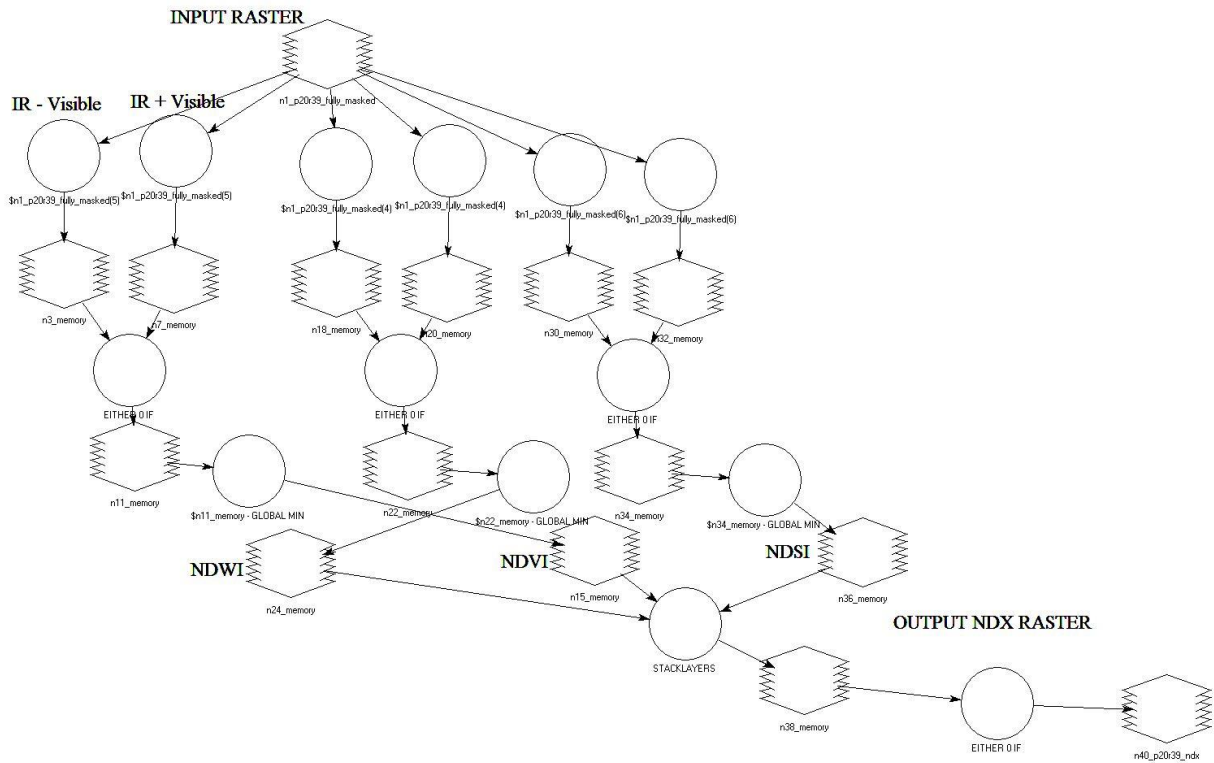 INPUT RASTER
n1_p20r39_fully_masked
IR - Visible
IR + Visible
$n1_p20r39_fully_masked(5)
$n1_p20r39_fully_masked(5)
$n1_p20r39_fully_masked(4)
$n1_p20r39_fully_masked(4)
$n1_p20r39_fully_masked(6)
$n1_p20r39_fully_masked(6)
n3_memory
n7_memory
n18_memory
n20_memory
n30_memory
n32_memory
EITHER 0 IF
EITHER 0 IF
EITHER 0 IF
n11_memory
$n11_memory - GLOBAL MIN
n22_memory
$n22_memory - GLOBAL MIN
n34_memory
$n34_memory - GLOBAL MIN
NDWI
NDVI
NDSI
n24_memory
n15_memory
n36_memory
OUTPUT NDX RASTER
STACKLAYERS
n38_memory
EITHER 0 IF
n40_p20r39_ndx